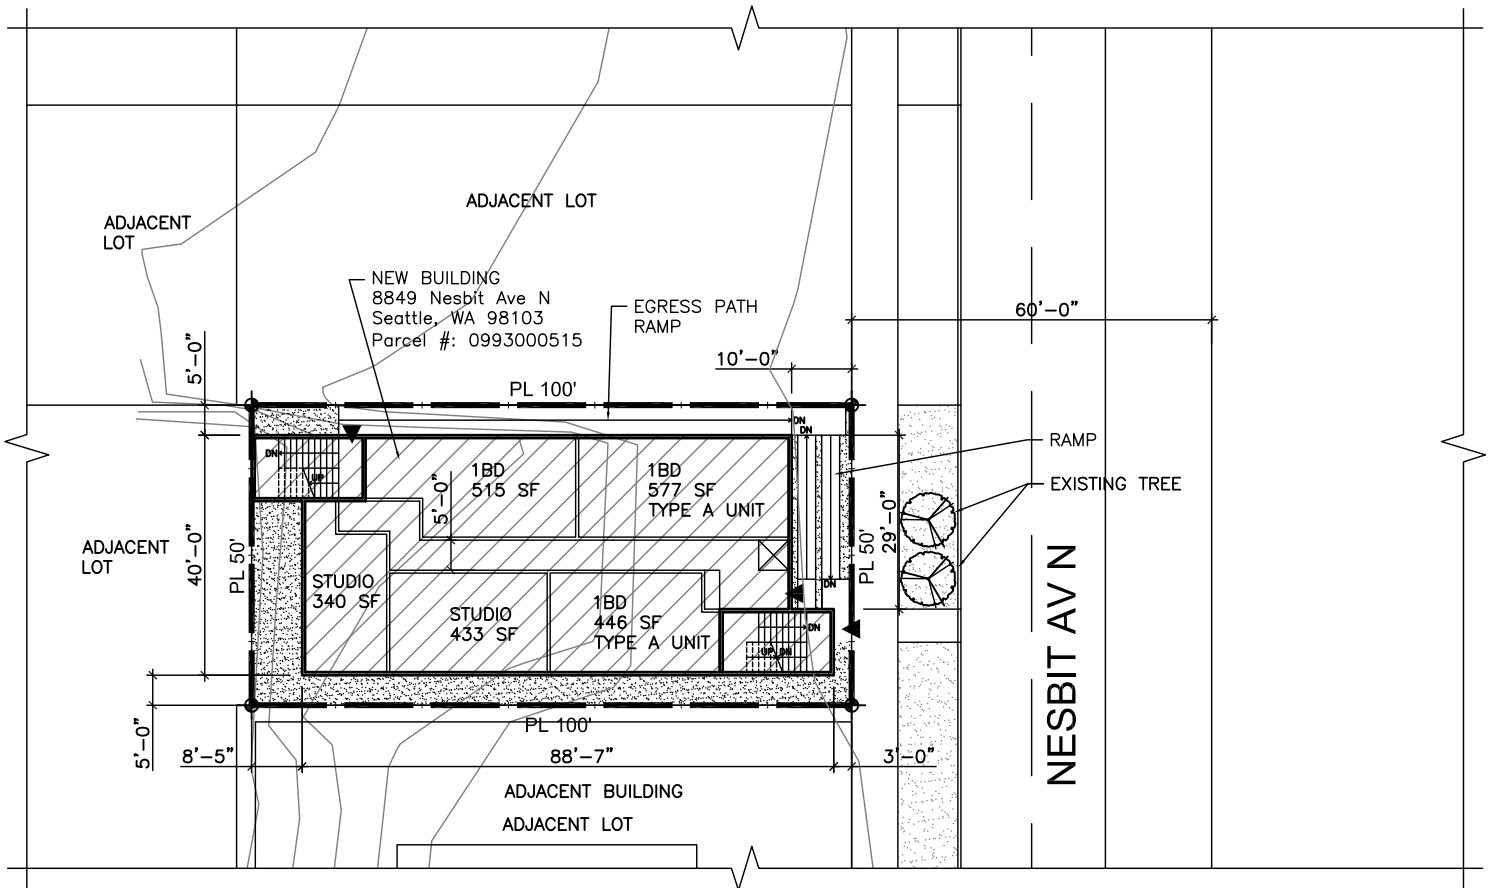 ADJACENT LOT
ADJACENT
LOT
NEW BUILDING
8849 Nesbit Ave N
Seattle, WA 98103
Parcel #: 0993000515
EGRESS PATH
RAMP
60'-0"
5'-0"
10'-0"
PL 100'
DN
DN
RAMP
DN
UP
1BD
515 SF
1BD
577 SF
TYPE A UNIT
EXISTING TREE
5'-0"
29'-0"
ADJACENT
LOT
40'-0"
PL 50'
PL 50'
STUDIO
340 SF
STUDIO
433 SF
1BD
446 SF
TYPE A UNIT
DN
DN
UP
DN
NESBIT AV N
PL 100'
5'-0"
8'-5"
88'-7"
3'-0"
ADJACENT BUILDING
ADJACENT LOT